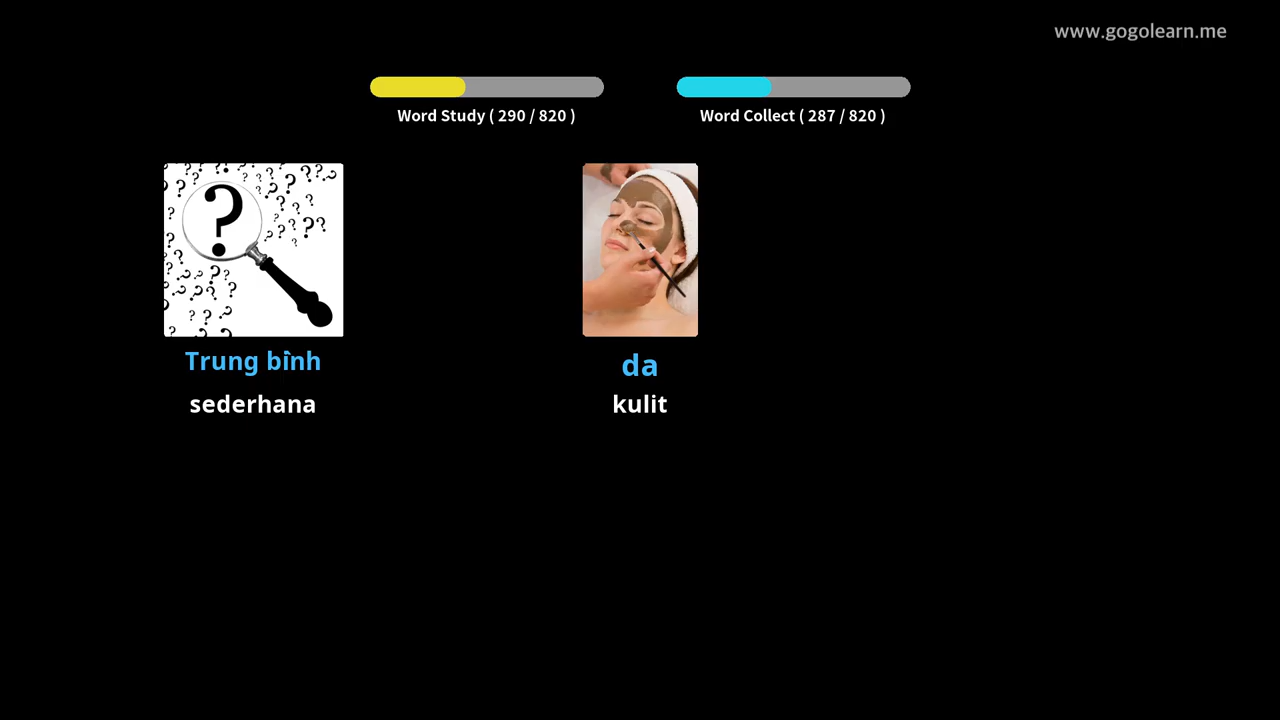 www.gogolearn.me
Word Study ( 290 / 820 )
Word Collect ( 287 / 820 )
Trung bình
sederhana
da
kulit